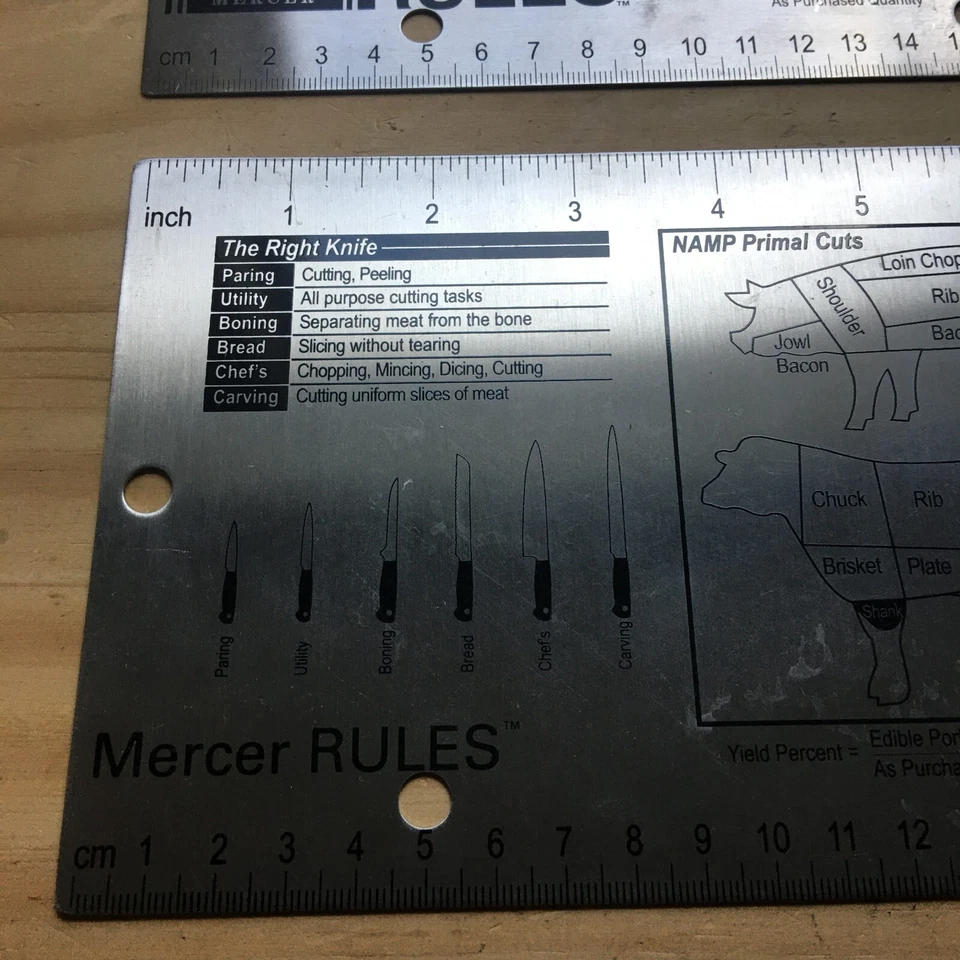 MERCER RULES™
As Purchased Quantity
cm 1 2 3 4 5 6 7 8 9 10 11 12 13 14
inch 1 2 3 4 5
The Right Knife
Paring Cutting, Peeling
Utility All purpose cutting tasks
Boning Separating meat from the bone
Bread Slicing without tearing
Chef's Chopping, Mincing, Dicing, Cutting
Carving Cutting uniform slices of meat
Paring
Utility
Boning
Bread
Chef's
Carving
NAMP Primal Cuts
Loin Chop
Shoulder
Rib
Jowl
Bac
Bacon
Chuck
Rib
Brisket
Plate
Shank
Mercer RULES™
Yield Percent = Edible Por
As Purcha
cm 1 2 3 4 5 6 7 8 9 10 11 12